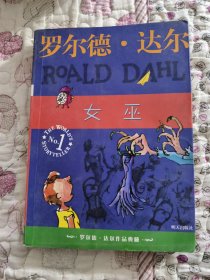 罗尔德·达尔
ROALD DAHL
女巫
THE WORLD'S
No.1
STORYTELLER
明天出版社
罗尔德·达尔作品典藏